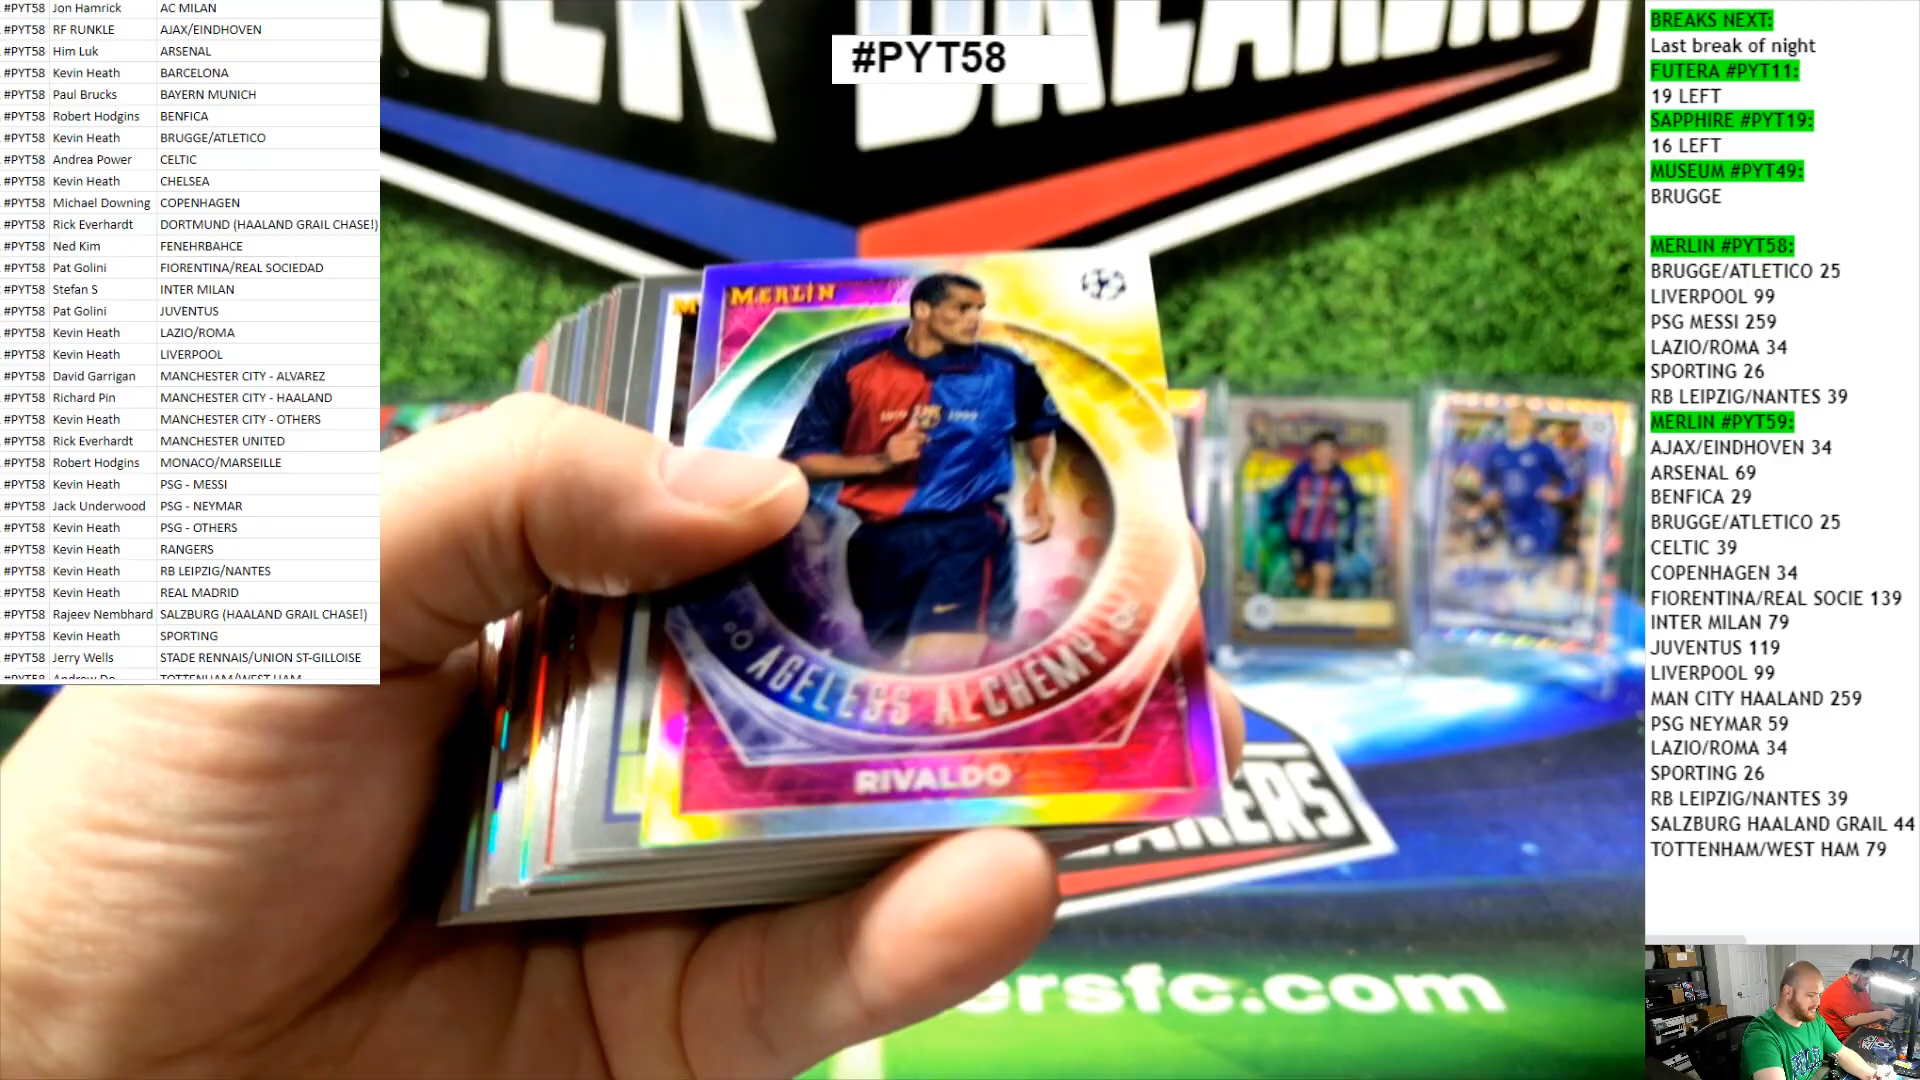 #PYT58 Jon Hamrick AC MILAN
#PYT58 RF RUNKLE AJAX/EINDHOVEN
#PYT58 Him Luk ARSENAL
#PYT58 Kevin Heath BARCELONA
#PYT58 Paul Brucks BAYERN MUNICH
#PYT58 Robert Hodgins BENFICA
#PYT58 Kevin Heath BRUGGE/ATLETICO
#PYT58 Andrea Power CELTIC
#PYT58 Kevin Heath CHELSEA
#PYT58 Michael Downing COPENHAGEN
#PYT58 Rick Everhardt DORTMUND (HAALAND GRAIL CHASE!)
#PYT58 Ned Kim FENEHRBAHCE
#PYT58 Pat Golini FIORENTINA/REAL SOCIEDAD
#PYT58 Stefan S INTER MILAN
#PYT58 Pat Golini JUVENTUS
#PYT58 Kevin Heath LAZIO/ROMA
#PYT58 Kevin Heath LIVERPOOL
#PYT58 David Garrigan MANCHESTER CITY - ALVAREZ
#PYT58 Richard Pin MANCHESTER CITY - HAALAND
#PYT58 Kevin Heath MANCHESTER CITY - OTHERS
#PYT58 Rick Everhardt MANCHESTER UNITED
#PYT58 Robert Hodgins MONACO/MARSEILLE
#PYT58 Kevin Heath PSG - MESSI
#PYT58 Jack Underwood PSG - NEYMAR
#PYT58 Kevin Heath PSG - OTHERS
#PYT58 Kevin Heath RANGERS
#PYT58 Kevin Heath RB LEIPZIG/NANTES
#PYT58 Kevin Heath REAL MADRID
#PYT58 Rajeev Nembhard SALZBURG (HAALAND GRAIL CHASE!)
#PYT58 Kevin Heath SPORTING
#PYT58 Jerry Wells STADE RENNAIS/UNION ST-GILLOISE
#PYT58 Andrew Do TOTTENHAM/WEST HAM
#PYT58
MERLIN
AGELESS ALCHEMY
RIVALDO
ersfc.com
BREAKS NEXT:
Last break of night
FUTERA #PYT11:
19 LEFT
SAPPHIRE #PYT19:
16 LEFT
MUSEUM #PYT49:
BRUGGE
MERLIN #PYT58:
BRUGGE/ATLETICO 25
LIVERPOOL 99
PSG MESSI 259
LAZIO/ROMA 34
SPORTING 26
RB LEIPZIG/NANTES 39
MERLIN #PYT59:
AJAX/EINDHOVEN 34
ARSENAL 69
BENFICA 29
BRUGGE/ATLETICO 25
CELTIC 39
COPENHAGEN 34
FIORENTINA/REAL SOCIE 139
INTER MILAN 79
JUVENTUS 119
LIVERPOOL 99
MAN CITY HAALAND 259
PSG NEYMAR 59
LAZIO/ROMA 34
SPORTING 26
RB LEIPZIG/NANTES 39
SALZBURG HAALAND GRAIL 44
TOTTENHAM/WEST HAM 79